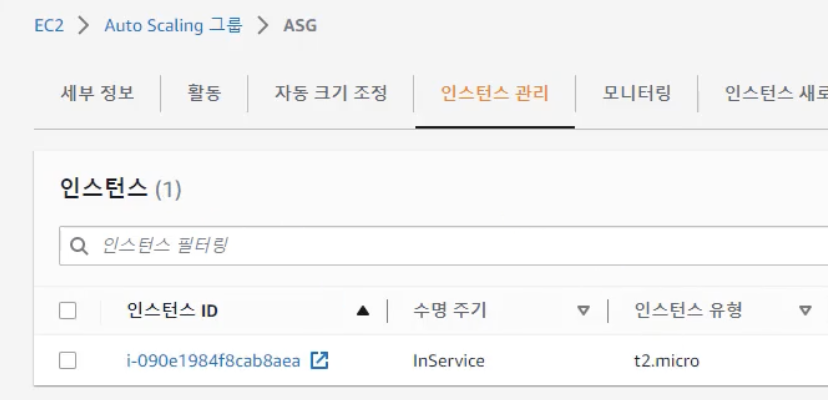 EC2 > Auto Scaling 그룹 > ASG
세부 정보 활동 자동 크기 조정 인스턴스 관리 모니터링 인스턴스 새로
인스턴스 (1)
인스턴스 필터링
인스턴스 ID 수명 주기 인스턴스 유형
i-090e1984f8cab8aea InService t2.micro